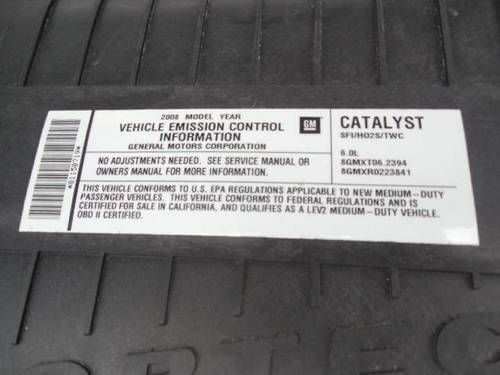 2008 MODEL YEAR
VEHICLE EMISSION CONTROL
INFORMATION
GENERAL MOTORS CORPORATION
GM
CATALYST
SFI/HO2S/TWC
NO ADJUSTMENTS NEEDED. SEE SERVICE MANUAL OR
OWNERS MANUAL FOR MORE INFORMATION.
6.0L
8GMXT06.2394
8GMXR0223841
THIS VEHICLE CONFORMS TO U.S. EPA REGULATIONS APPLICABLE TO NEW MEDIUM-DUTY
PASSENGER VEHICLES. THIS VEHICLE CONFORMS TO FEDERAL REGULATIONS AND IS
CERTIFIED FOR SALE IN CALIFORNIA, AND QUALIFIES AS A LEV2 MEDIUM-DUTY VEHICLE.
OBD II CERTIFIED.
ORTEC